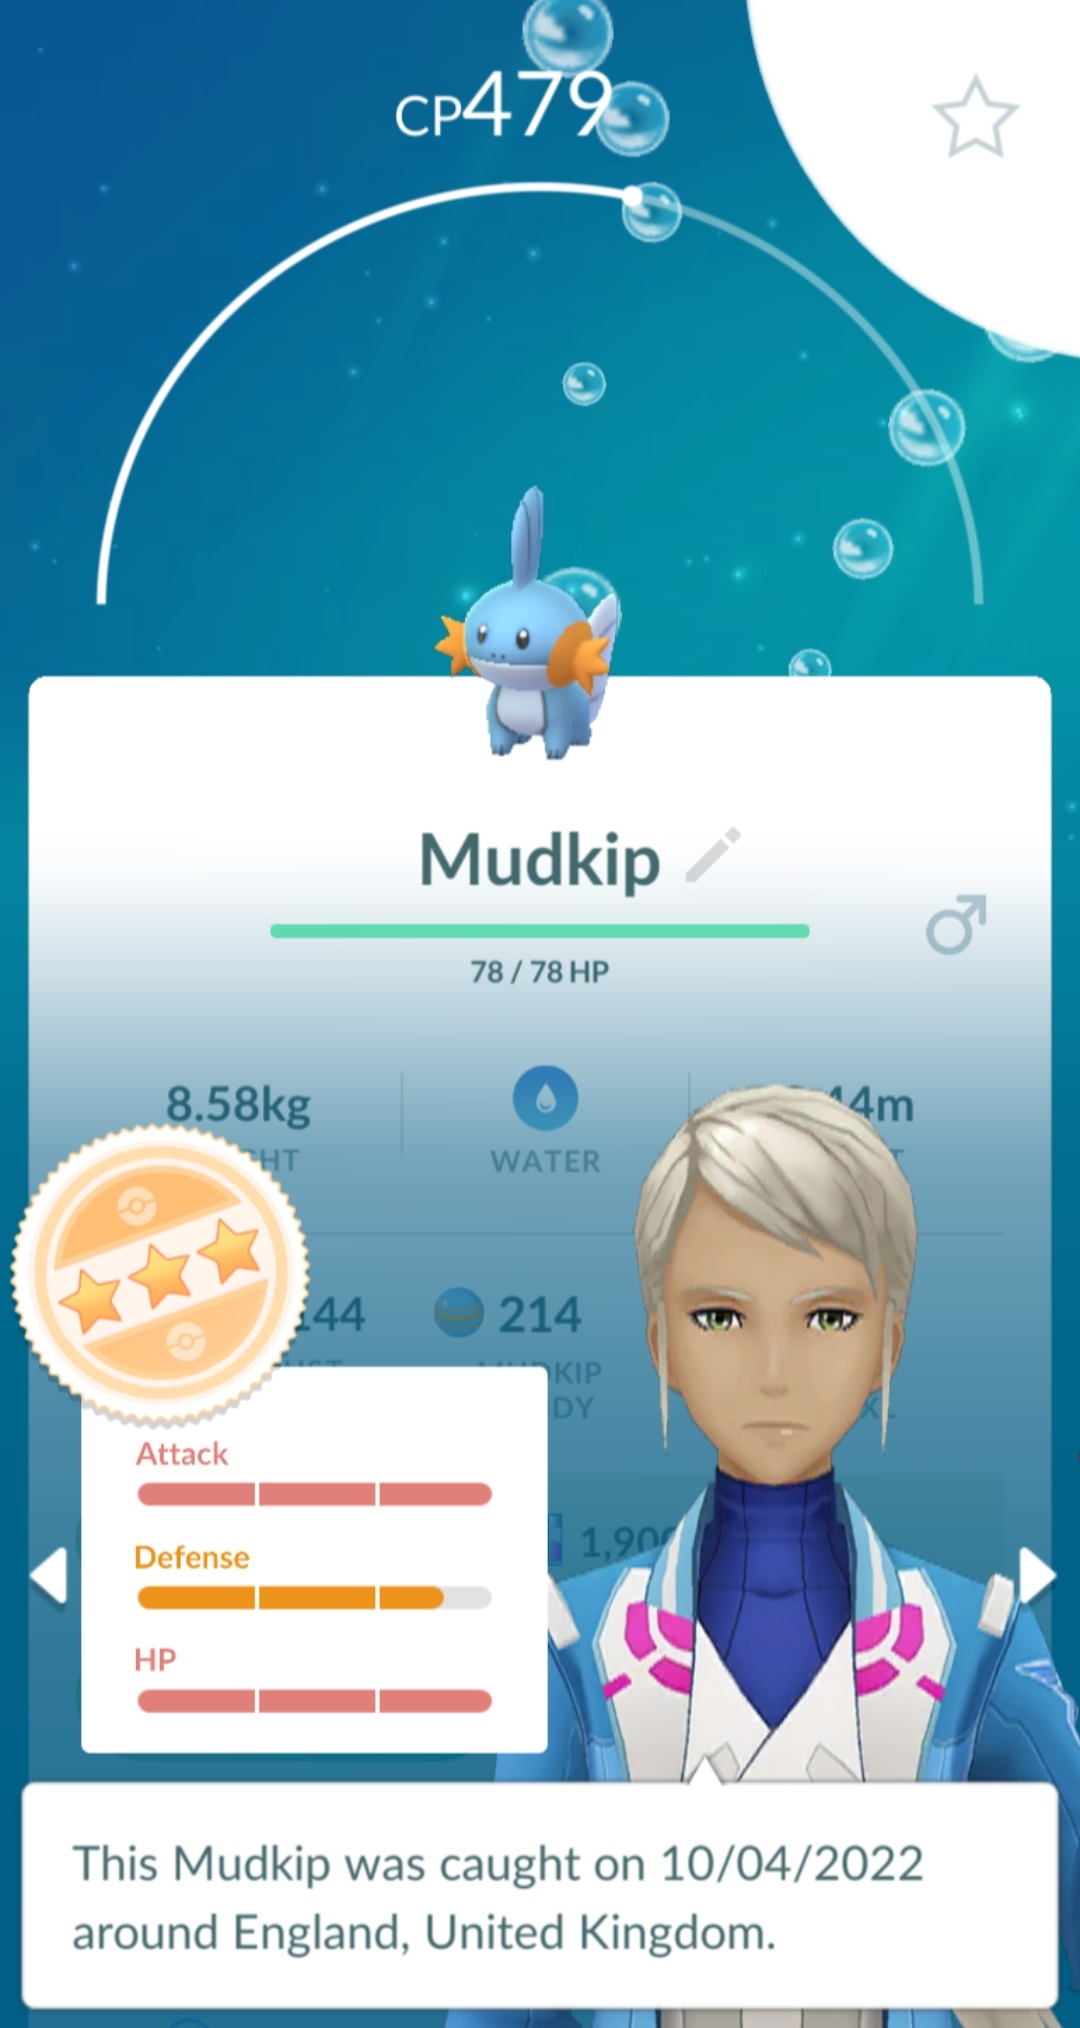 CP479
Mudkip
78 / 78 HP
8.58kg
WATER
214
Attack
Defense
HP
This Mudkip was caught on 10/04/2022
around England, United Kingdom.